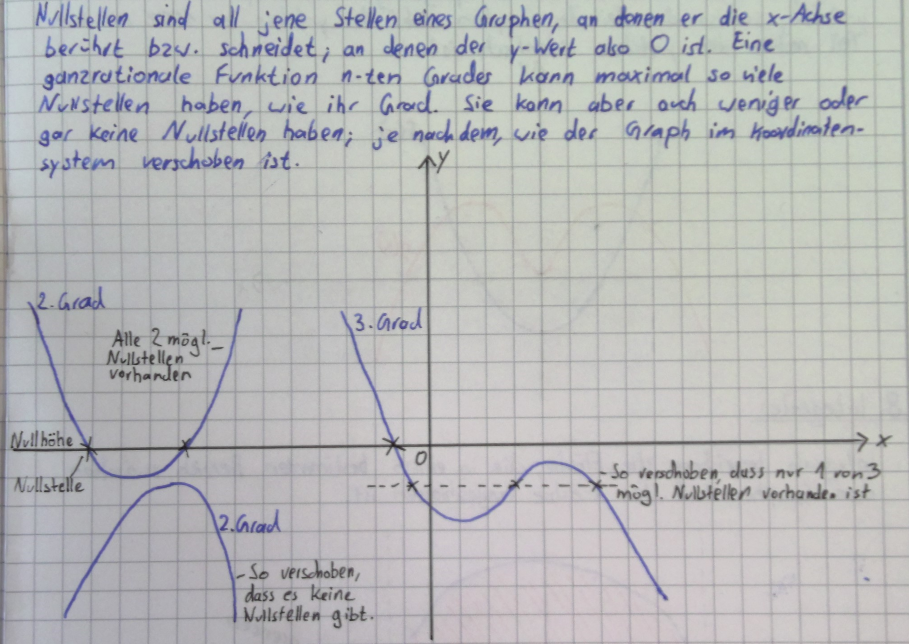 Nullstellen sind all jene Stellen eines Graphen, an denen er die x-Achse
berührt bzw. schneidet; an denen der y-Wert also 0 ist. Eine
ganzrationale Funktion n-ten Grades kann maximal so viele
Nullstellen haben, wie ihr Grad. Sie kann aber auch weniger oder
gar keine Nullstellen haben; je nachdem, wie der Graph im Koordinaten-
system verschoben ist.
y
2. Grad
Alle 2 mögl.
Nullstellen
vorhanden
3. Grad
Nullhöhe
x
0
Nullstelle
So verschoben, dass nur 1 von 3
mögl. Nullstellen vorhanden ist
2. Grad
So verschoben,
dass es keine
Nullstellen gibt.